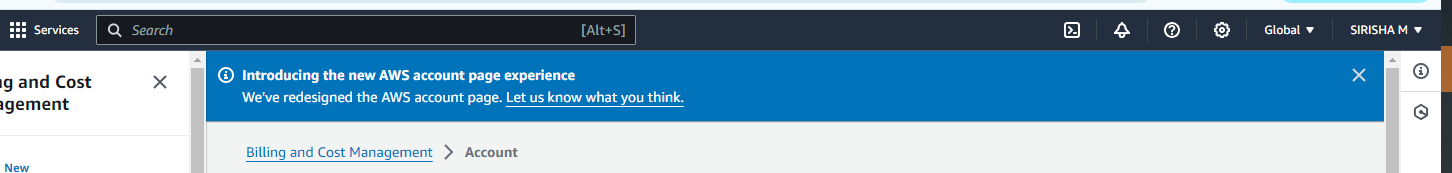 Services
Search [Alt+S]
Global
SIRISHA M
g and Cost
agement
Introducing the new AWS account page experience
We've redesigned the AWS account page. Let us know what you think.
Billing and Cost Management > Account
New